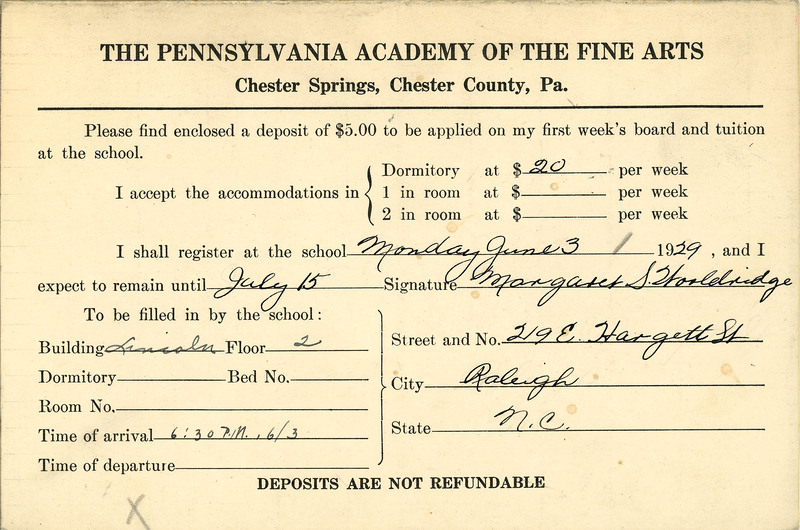 THE PENNSYLVANIA ACADEMY OF THE FINE ARTS
Chester Springs, Chester County, Pa.
Please find enclosed a deposit of $5.00 to be applied on my first week's board and tuition
at the school.
I accept the accommodations in { Dormitory at $ 20 per week
1 in room at $ per week
2 in room at $ per week
I shall register at the school Monday June 3 / 1929 , and I
expect to remain until July 15 Signature Margaret S. Wooldridge
To be filled in by the school:
Building Lincoln Floor 2
Dormitory Bed No.
Room No.
Time of arrival 6:30 P.M., 6/3
Time of departure
Street and No. 219 E. Hargett St
City Raleigh
State N.C.
DEPOSITS ARE NOT REFUNDABLE
X